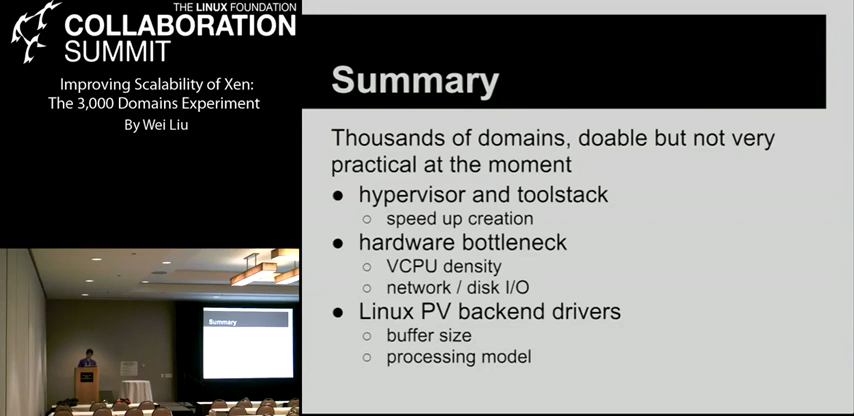 THE LINUX FOUNDATION
COLLABORATION
SUMMIT
Improving Scalability of Xen:
The 3,000 Domains Experiment
By Wei Liu
Summary
Thousands of domains, doable but not very
practical at the moment
● hypervisor and toolstack
○ speed up creation
● hardware bottleneck
○ VCPU density
○ network / disk I/O
● Linux PV backend drivers
○ buffer size
○ processing model
Summary